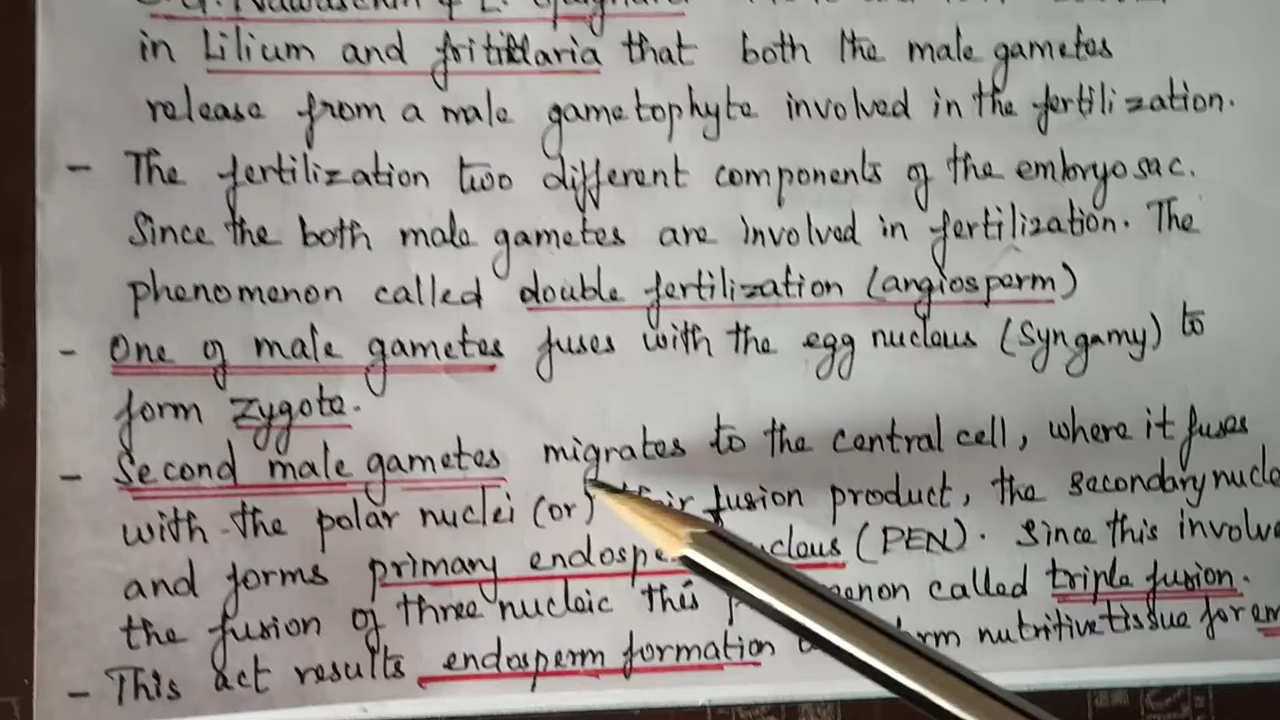 in Lilium and fritillaria that both the male gametes
release from a male gametophyte involved in the fertilization.
- The fertilization two different components of the embryo sac.
Since the both male gametes are involved in fertilization. The
phenomenon called double fertilization (angiosperm)
- One of male gametes fuses with the egg nucleus (Syngamy) to
form zygote.
- Second male gametes migrates to the central cell, where it fuses
with the polar nuclei (or) fusion product, the secondary
and forms primary (PEN). Since this
the fusion of three nucleic this called triple fusion.
- This act results endosperm formation nutritive tissue for